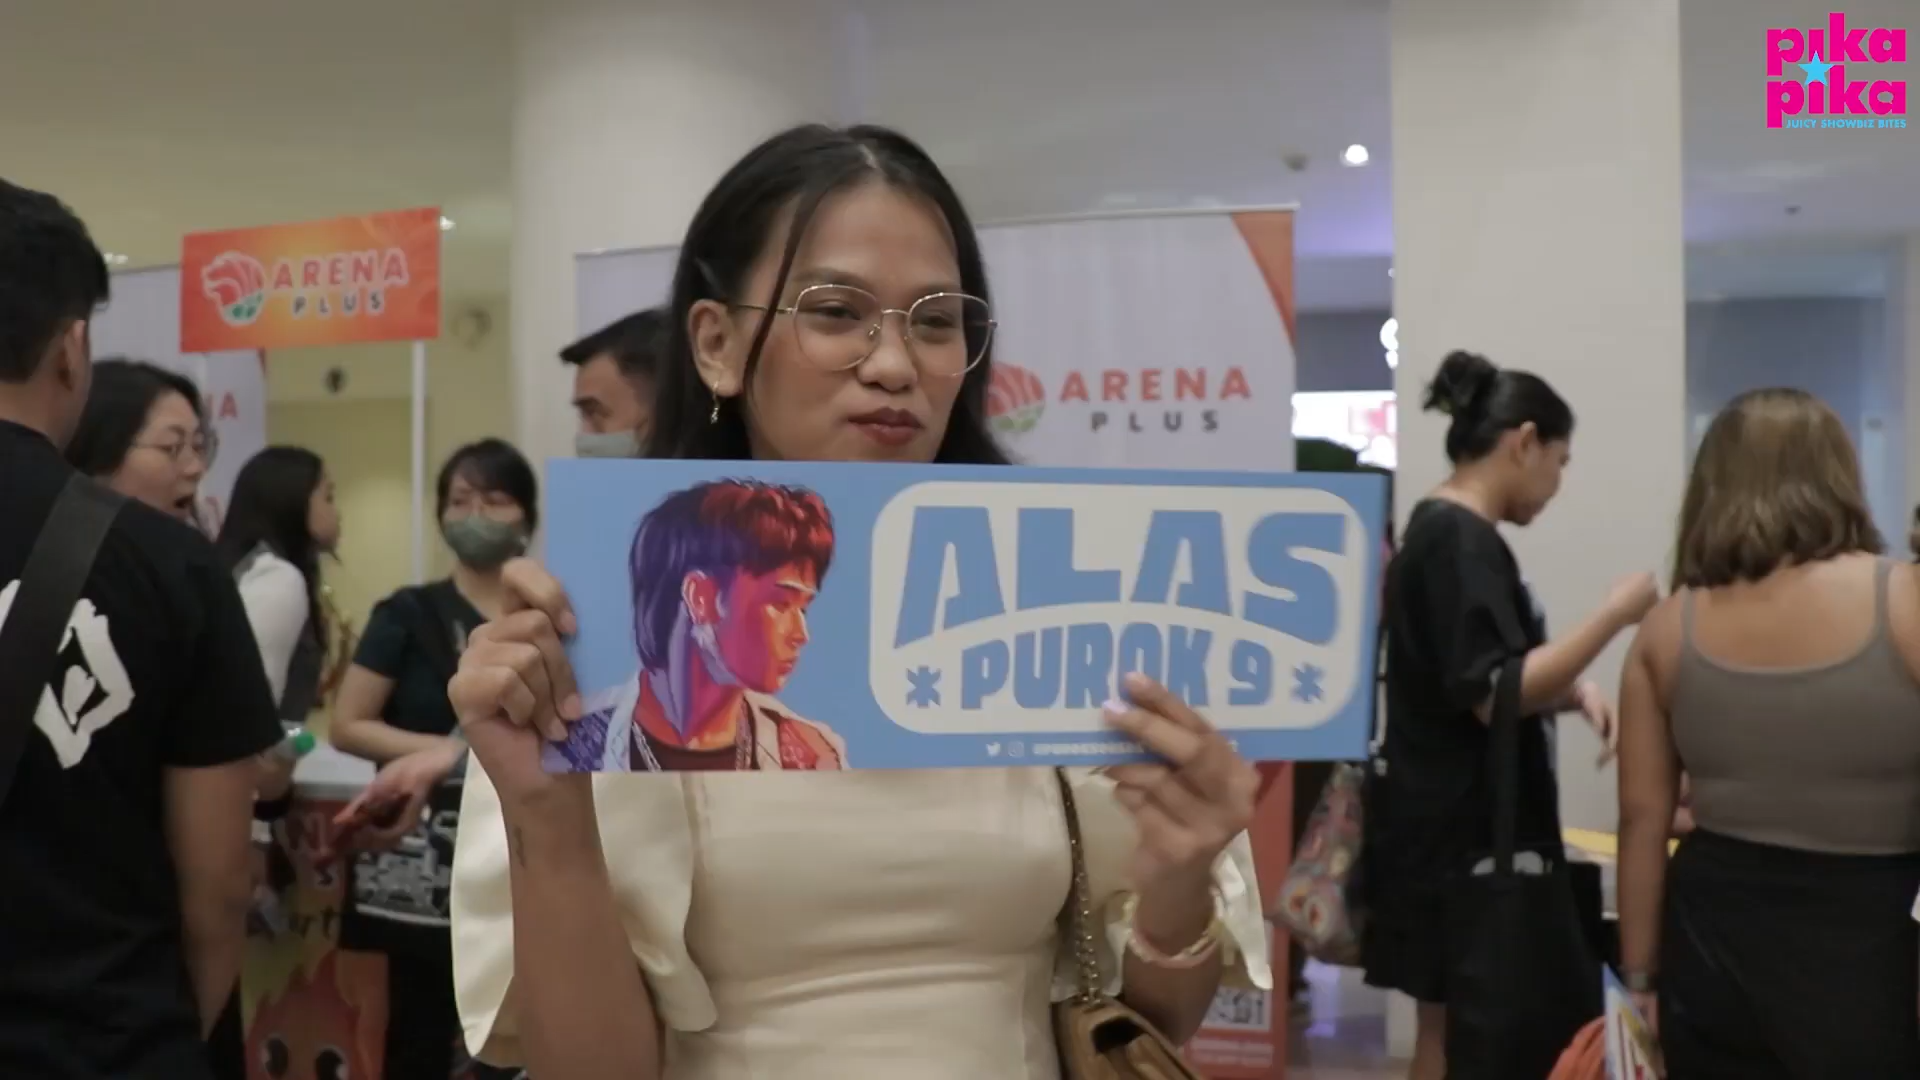 pika
pika
JUICY SHOWBIZ BITES
ARENA
PLUS
ARENA
PLUS
ALAS
PUROK 9